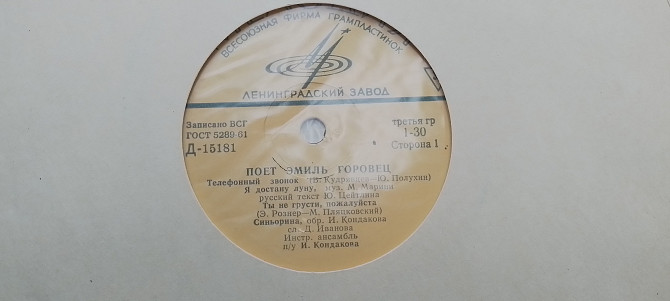 ВСЕСОЮЗНАЯ ФИРМА ГРАМПЛАСТИНОК
ЛЕНИНГРАДСКИЙ ЗАВОД
Записано ВСГ
ГОСТ 5289-61
Д-15181
третья гр
1-30
Сторона 1
ПОЕТ ЭМИЛЬ ГОРОВЕЦ
Телефонный звонок (В. Кудрявцев—Ю. Полухин)
Я достану луну, муз. М. Марини
русский текст Ю. Цейтлина
Ты не грусти, пожалуйста
(Э. Рознер—М. Пляцковский)
Синьорина, обр. И. Кондакова
сл. Д. Иванова
Инстр. ансамбль
п/у И. Кондакова